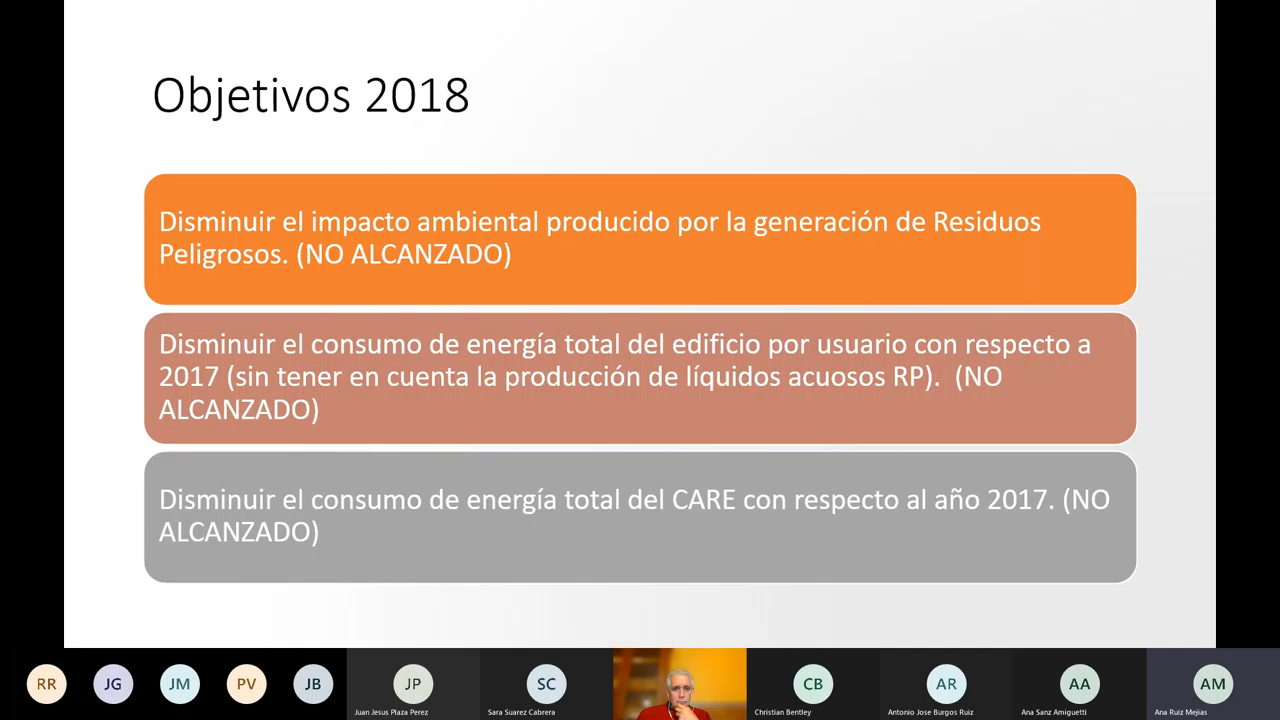 Objetivos 2018
Disminuir el impacto ambiental producido por la generación de Residuos
Peligrosos. (NO ALCANZADO)
Disminuir el consumo de energía total del edificio por usuario con respecto a
2017 (sin tener en cuenta la producción de líquidos acuosos RP).  (NO
ALCANZADO)
Disminuir el consumo de energía total del CARE con respecto al año 2017. (NO
ALCANZADO)
RR
JG
JM
PV
JB
JP
SC
CB
AR
AA
AM
Juan Jesus Plaza Perez
Sara Suarez Cabrera
Christian Bentley
Antonio Jose Burgos Ruiz
Ana Sanz Amiguetti
Ana Ruiz Mejias